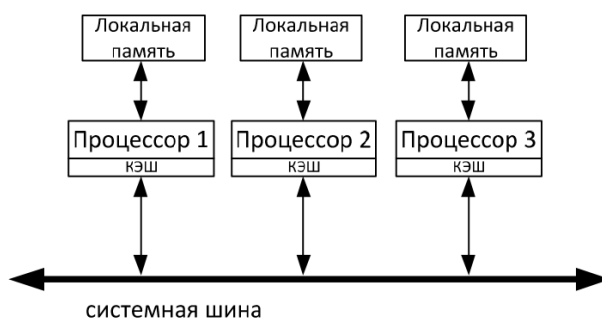 Локальная память
Локальная память
Локальная память
Процессор 1
кэш
Процессор 2
кэш
Процессор 3
кэш
системная шина